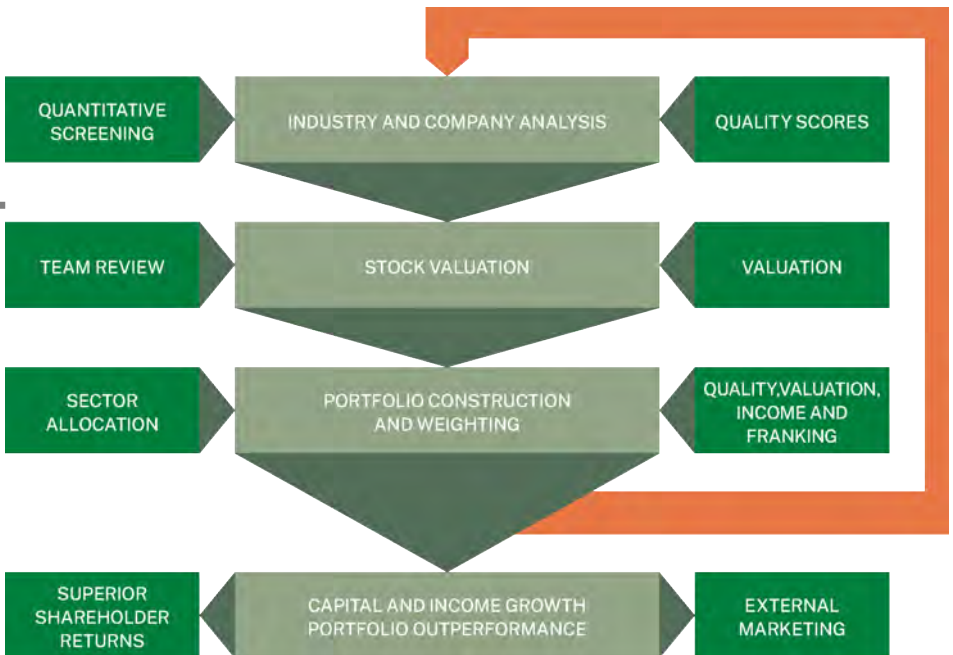 QUANTITATIVE
SCREENING
INDUSTRY AND COMPANY ANALYSIS
QUALITY SCORES
TEAM REVIEW
STOCK VALUATION
VALUATION
SECTOR
ALLOCATION
PORTFOLIO CONSTRUCTION
AND WEIGHTING
QUALITY,VALUATION,
INCOME AND
FRANKING
SUPERIOR
SHAREHOLDER
RETURNS
CAPITAL AND INCOME GROWTH
PORTFOLIO OUTPERFORMANCE
EXTERNAL
MARKETING